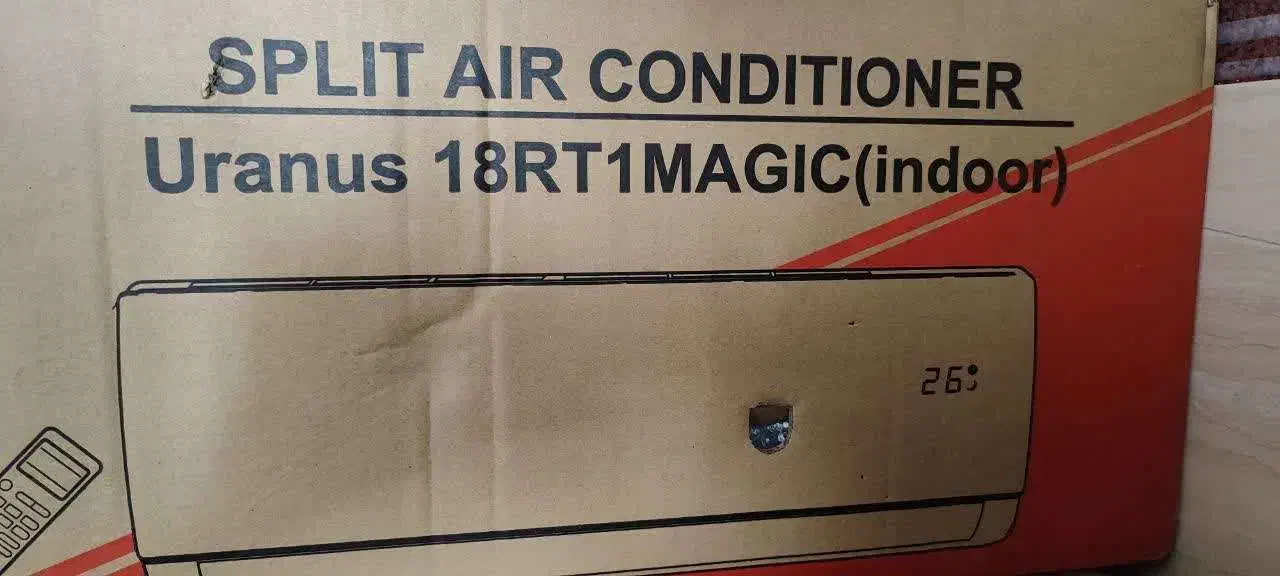 SPLIT AIR CONDITIONER
Uranus 18RT1MAGIC(indoor)
26